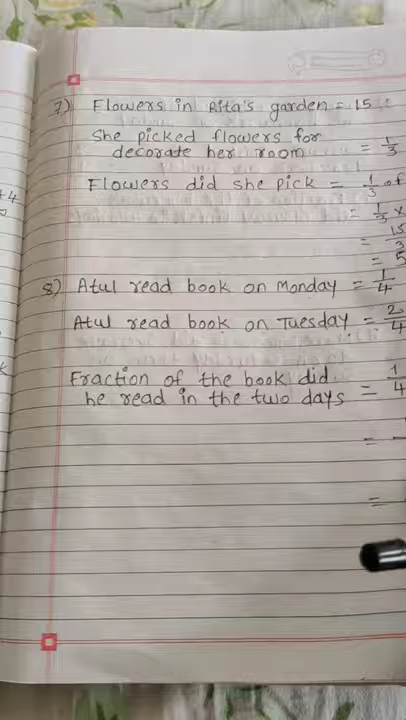 7) Flowers in Rita's garden = 15
She picked flowers for
decorate her room = 1/3
Flowers did she pick = 1/3 of
= 1/3 ×
= 15/3
= 5
8) Atul read book on Monday = 1/4
Atul read book on Tuesday = 2/4
Fraction of the book did
he read in the two days = 1/4
=
=